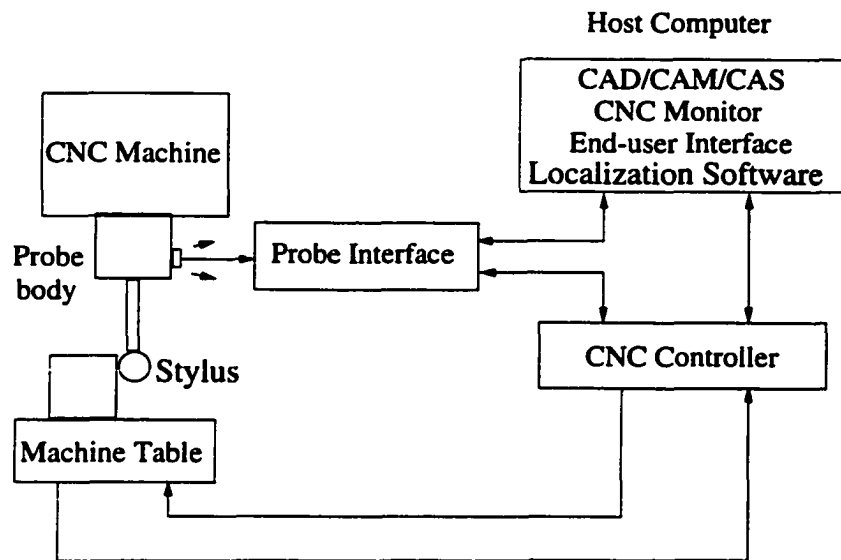 Host Computer
CAD/CAM/CAS
CNC Monitor
End-user Interface
Localization Software
CNC Machine
Probe
body
Probe Interface
CNC Controller
Stylus
Machine Table